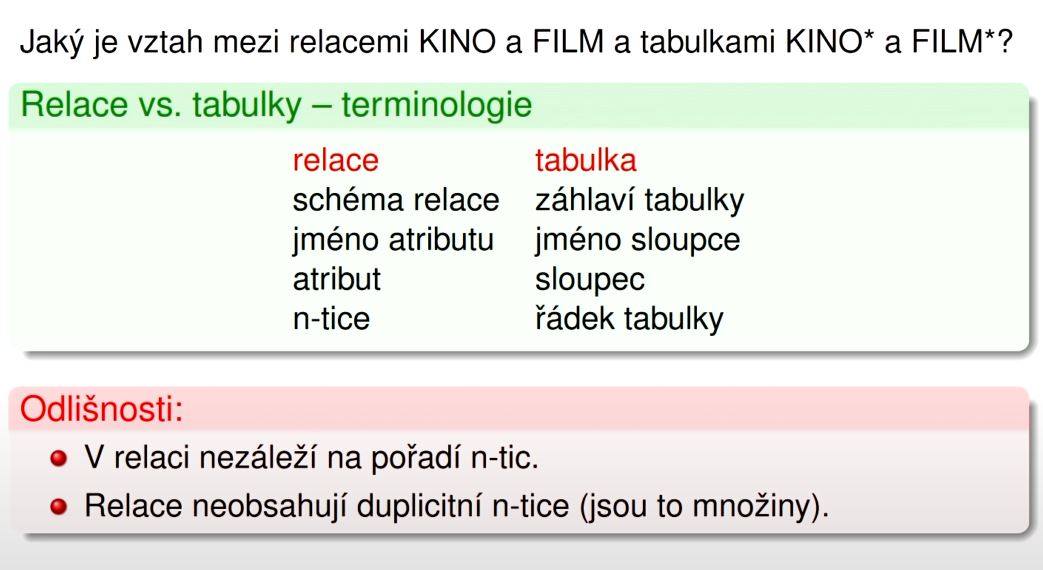 Jaký je vztah mezi relacemi KINO a FILM a tabulkami KINO* a FILM*?
Relace vs. tabulky – terminologie
relace tabulka
schéma relace záhlaví tabulky
jméno atributu jméno sloupce
atribut sloupec
n-tice řádek tabulky
Odlišnosti:
V relaci nezáleží na pořadí n-tic.
Relace neobsahují duplicitní n-tice (jsou to množiny).